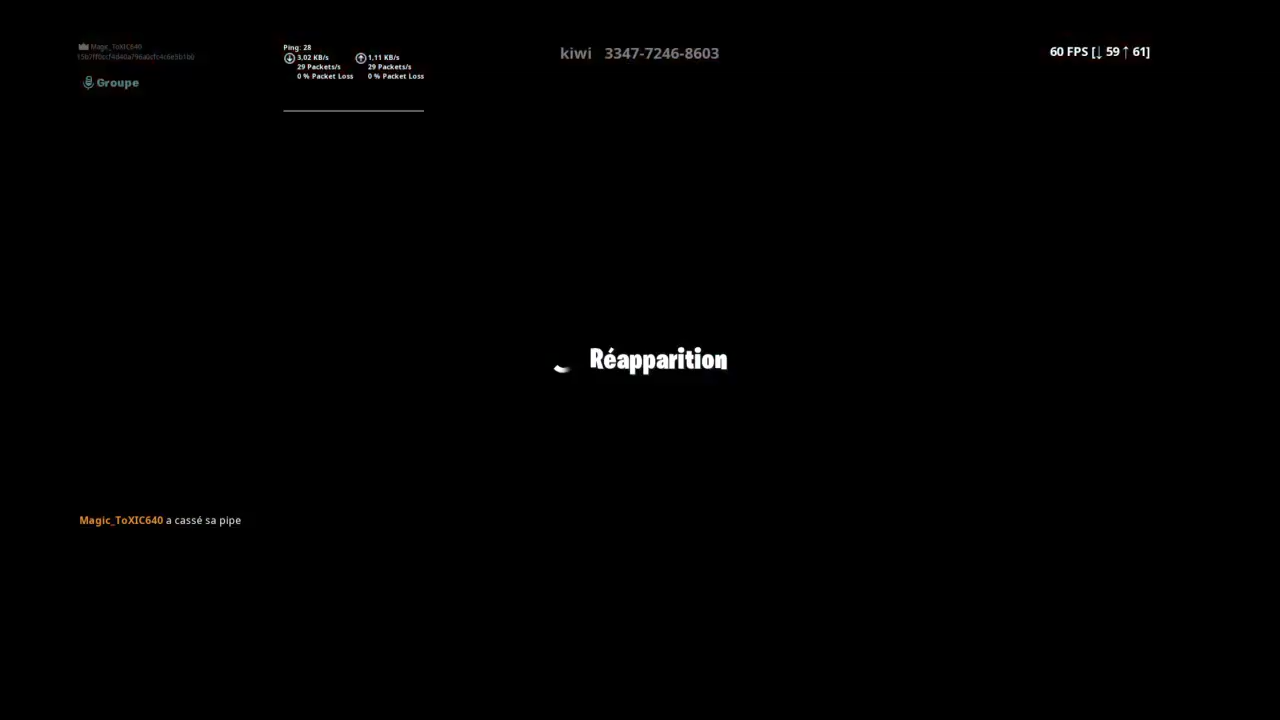 Magic_ToXIC640
Groupe
Ping: 28
3,02 KB/s
29 Packets/s
0 % Packet Loss
1,11 KB/s
29 Packets/s
0 % Packet Loss
kiwi 3347-7246-8603
60 FPS [↓ 59 ↑ 61]
Réapparition
Magic_ToXIC640 a cassé sa pipe